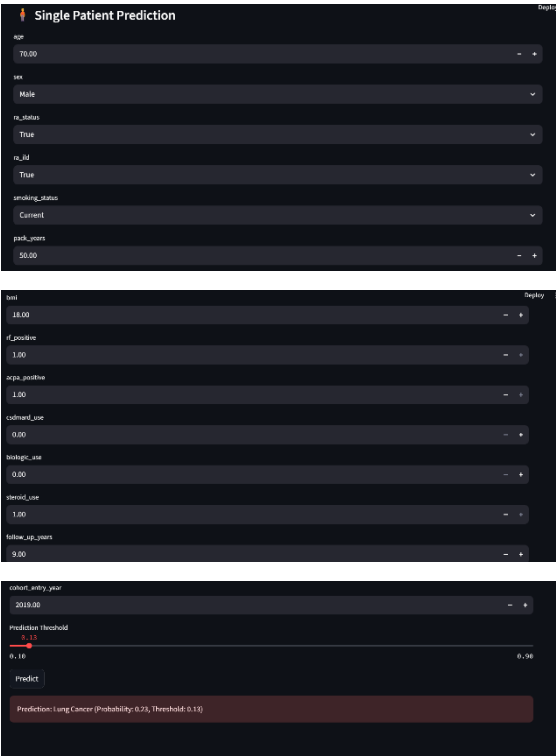 Deploy
Single Patient Prediction
age
70.00
sex
Male
ra_status
True
ra_ild
True
smoking_status
Current
pack_years
50.00
bmi
Deploy
18.00
rf_positive
1.00
acpa_positive
1.00
csdmard_use
0.00
biologic_use
0.00
steroid_use
1.00
follow_up_years
9.00
cohort_entry_year
2019.00
Prediction Threshold
0.13
0.10 0.90
Predict
Prediction: Lung Cancer (Probability: 0.23, Threshold: 0.13)